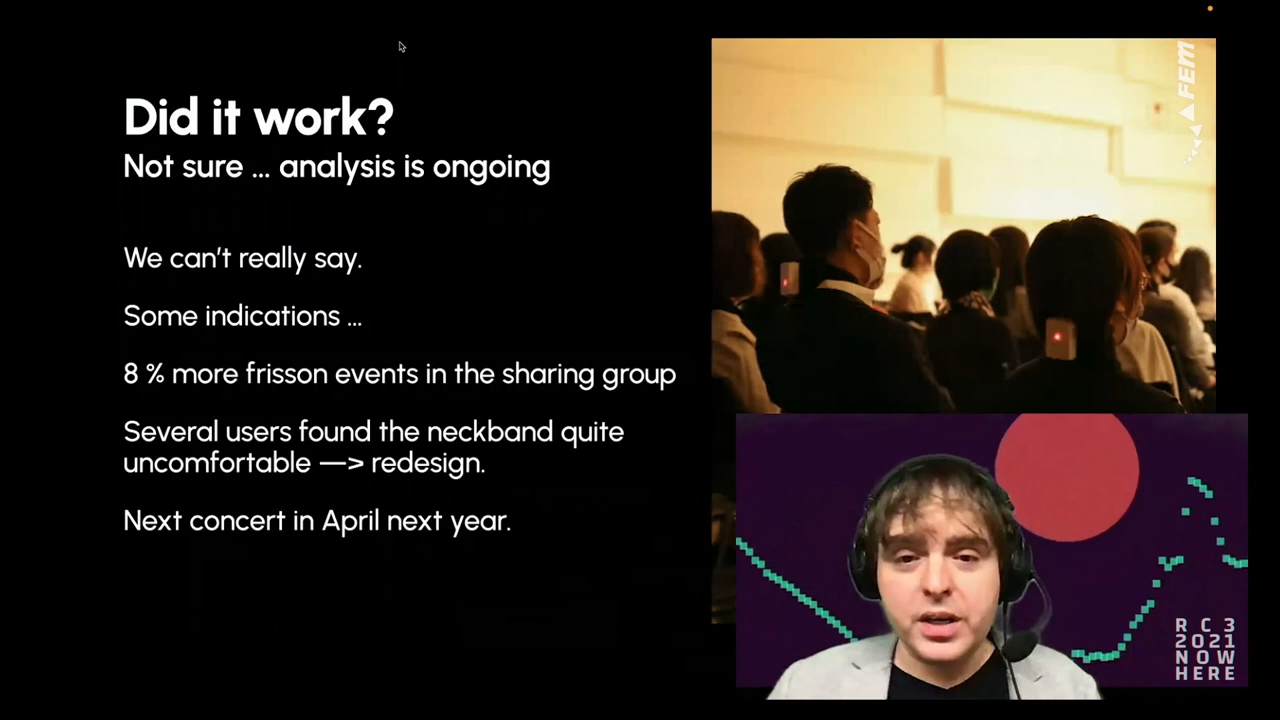 Did it work?
Not sure ... analysis is ongoing
We can't really say.
Some indications ...
8 % more frisson events in the sharing group
Several users found the neckband quite
uncomfortable —> redesign.
Next concert in April next year.
FEM
R C 3
2021
NOW
HERE